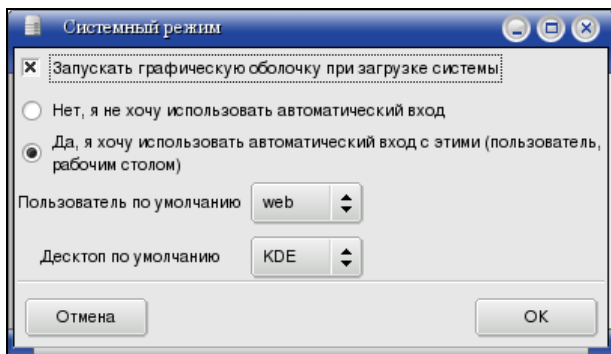 Системный режим
Запускать графическую оболочку при загрузке системы
Нет, я не хочу использовать автоматический вход
Да, я хочу использовать автоматический вход с этими (пользователь,
рабочим столом)
Пользователь по умолчанию web
Десктоп по умолчанию KDE
Отмена OK